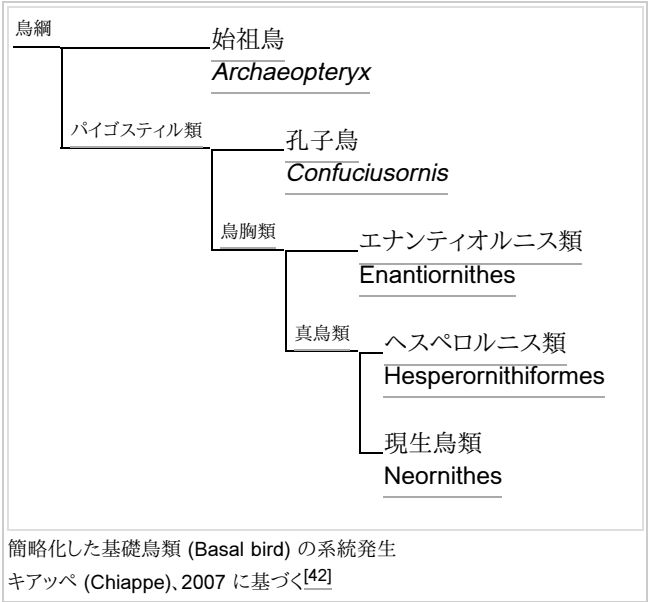 鳥綱
始祖鳥
Archaeopteryx
パイゴスティル類
孔子鳥
Confuciusornis
鳥胸類
エナンティオルニス類
Enantiornithes
真鳥類
ヘスペロルニス類
Hesperornithiformes
現生鳥類
Neornithes
簡略化した基礎鳥類 (Basal bird) の系統発生
キアッペ (Chiappe)、2007 に基づく[42]